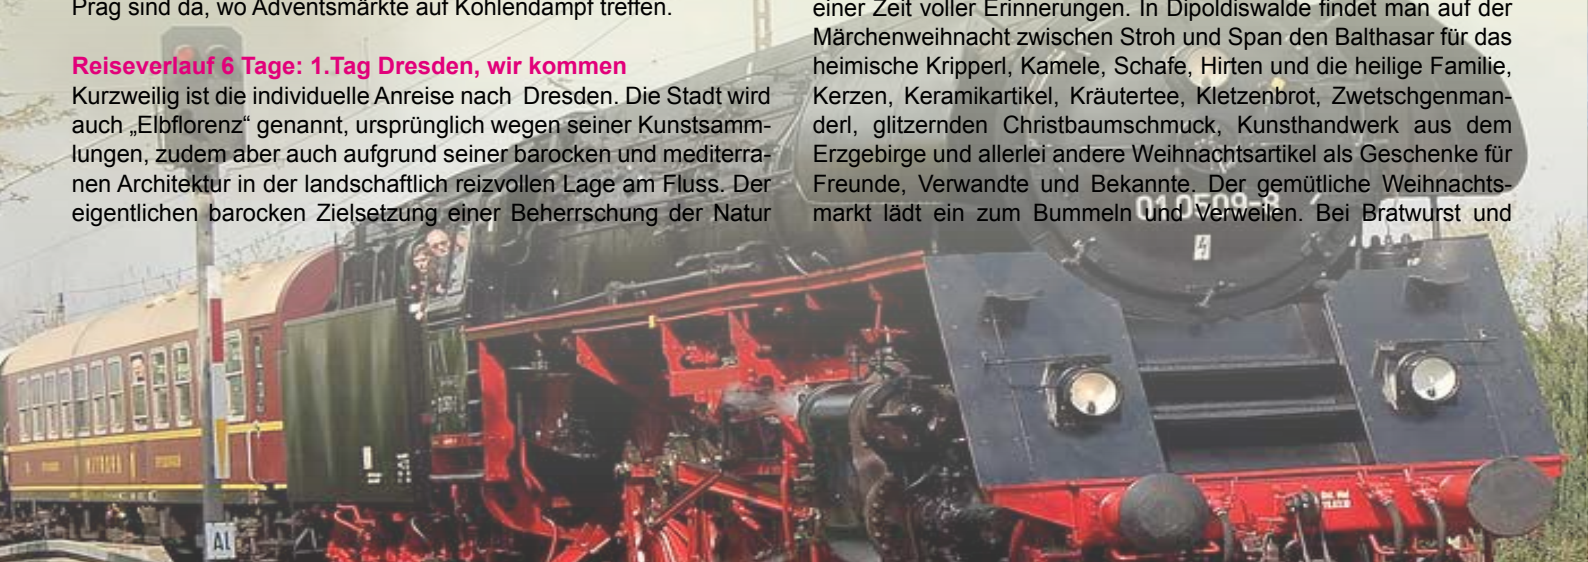 Prag sind da, wo Adventsmärkte auf Kohlendampf treffen.
Reiseverlauf 6 Tage: 1.Tag Dresden, wir kommen
Kurzweilig ist die individuelle Anreise nach Dresden. Die Stadt wird
auch „Elbflorenz“ genannt, ursprünglich wegen seiner Kunstsamm-
lungen, zudem aber auch aufgrund seiner barocken und mediterra-
nen Architektur in der landschaftlich reizvollen Lage am Fluss. Der
eigentlichen barocken Zielsetzung einer Beherrschung der Natur
einer Zeit voller Erinnerungen. In Dipoldiswalde findet man auf der
Märchenweihnacht zwischen Stroh und Span den Balthasar für das
heimische Kripperl, Kamele, Schafe, Hirten und die heilige Familie,
Kerzen, Keramikartikel, Kräutertee, Kletzenbrot, Zwetschgenman-
derl, glitzernden Christbaumschmuck, Kunsthandwerk aus dem
Erzgebirge und allerlei andere Weihnachtsartikel als Geschenke für
Freunde, Verwandte und Bekannte. Der gemütliche Weihnachts-
markt lädt ein zum Bummeln und Verweilen. Bei Bratwurst und
01 0509-8
MITROPA
AL